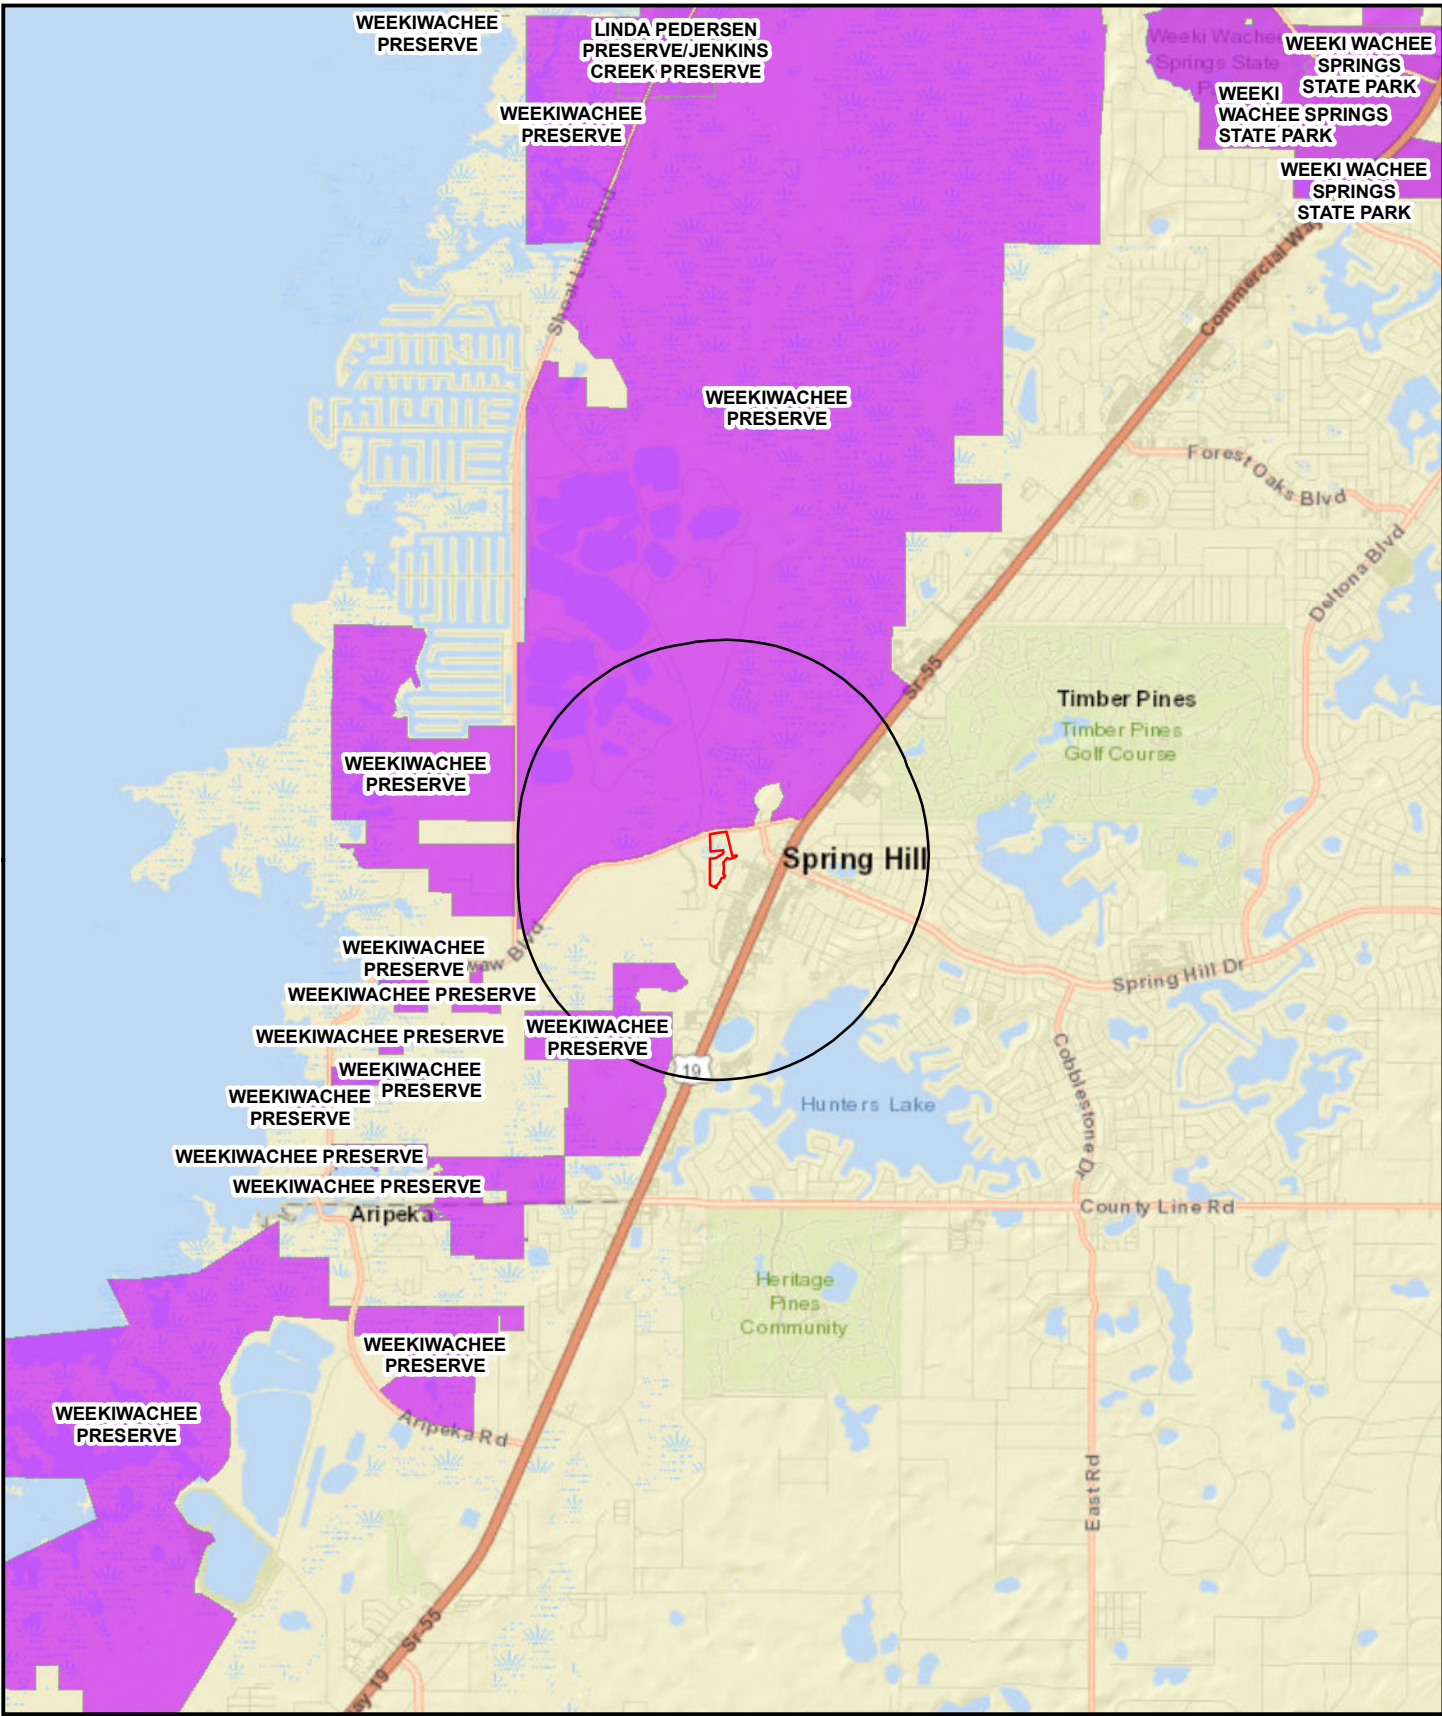 WEEKIWACHEE
PRESERVE
LINDA PEDERSEN
PRESERVE/JENKINS
CREEK PRESERVE
WEEKIWACHEE
PRESERVE
Weeki Wachee
Springs State
WEEKI WACHEE
SPRINGS
STATE PARK
WEEKI
WACHEE SPRINGS
STATE PARK
WEEKI WACHEE
SPRINGS
STATE PARK
Shoal Line Blvd
Commercial Way
WEEKIWACHEE
PRESERVE
Forest Oaks Blvd
Deltona Blvd
Sr 55
Timber Pines
Timber Pines
Golf Course
WEEKIWACHEE
PRESERVE
Spring Hill
WEEKIWACHEE
PRESERVE
waw Blvd
Spring Hill Dr
WEEKIWACHEE PRESERVE
WEEKIWACHEE PRESERVE
WEEKIWACHEE
PRESERVE
WEEKIWACHEE
PRESERVE
19
Cobblestone Dr
WEEKIWACHEE
PRESERVE
Hunters Lake
WEEKIWACHEE PRESERVE
WEEKIWACHEE PRESERVE
Aripeka
County Line Rd
Heritage
Pines
Community
WEEKIWACHEE
PRESERVE
WEEKIWACHEE
PRESERVE
Aripeka Rd
East Rd
Sr 55
ay 19